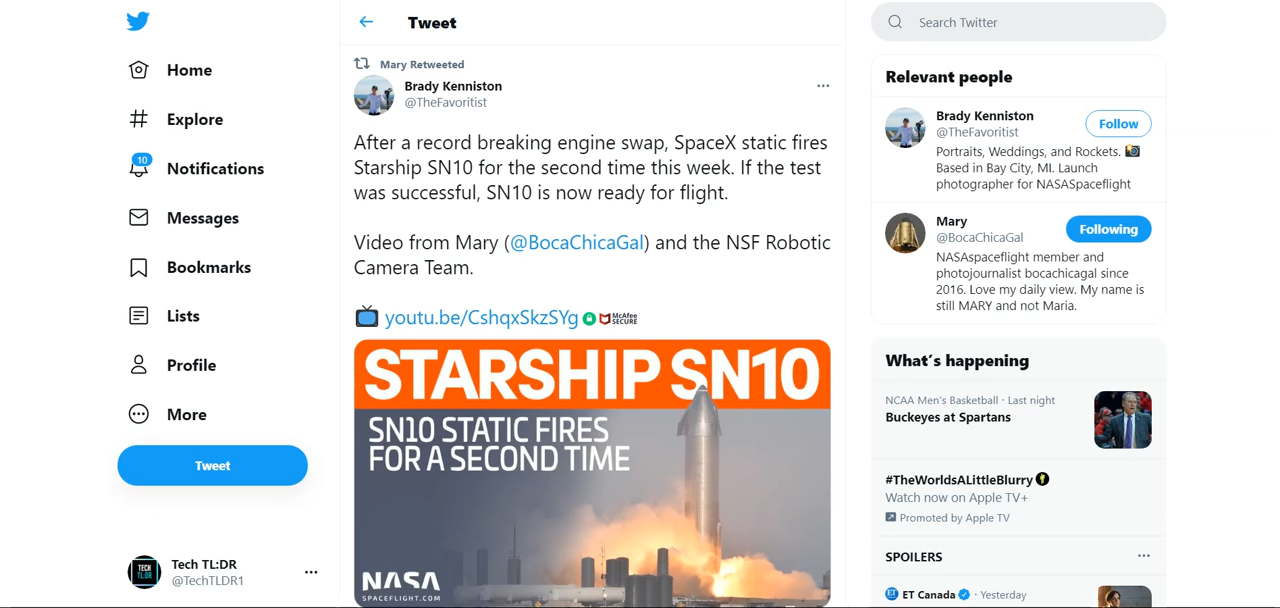 Home
Explore
10
Notifications
Messages
Bookmarks
Lists
Profile
More
Tweet
TECH
TL:DR
Tech TL:DR
@TechTLDR1
Tweet
Mary Retweeted
Brady Kenniston
@TheFavoritist
After a record breaking engine swap, SpaceX static fires
Starship SN10 for the second time this week. If the test
was successful, SN10 is now ready for flight.
Video from Mary (@BocaChicaGal) and the NSF Robotic
Camera Team.
youtu.be/CshqxSkzSYg McAfee
SECURE
STARSHIP SN10
SN10 STATIC FIRES
FOR A SECOND TIME
NASA
SPACEFLIGHT.COM
Search Twitter
Relevant people
Brady Kenniston
@TheFavoritist
Follow
Portraits, Weddings, and Rockets.
Based in Bay City, MI. Launch
photographer for NASASpaceflight
Mary
@BocaChicaGal
Following
NASAspaceflight member and
photojournalist bocachicagal since
2016. Love my daily view. My name is
still MARY and not Maria.
What's happening
NCAA Men's Basketball · Last night
Buckeyes at Spartans
#TheWorldsALittleBlurry
Watch now on Apple TV+
Promoted by Apple TV
SPOILERS
ET ET Canada · Yesterday